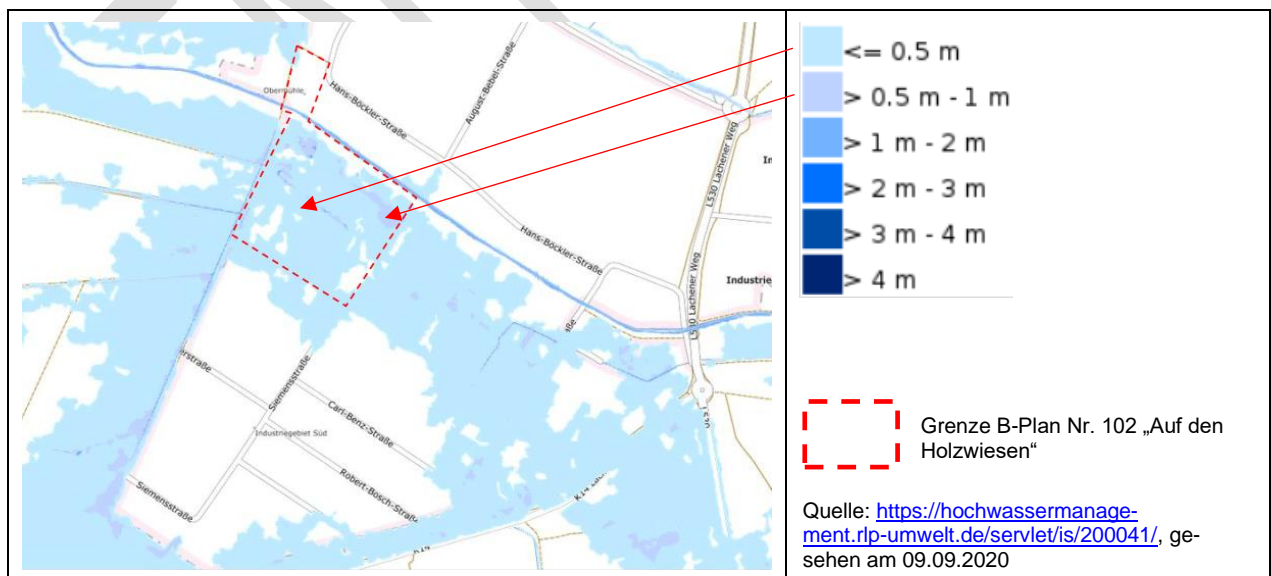 Obermühle
Hans-Böckler-Straße
August-Bebel-Straße
L530 Lachener Weg
L530 Lachener Weg
Hans-Böckler-Straße
Industrie
Siemensstraße
Carl-Benz-Straße
Industriegebiet Süd
Robert-Bosch-Straß
Siemensstraße
<= 0.5 m
> 0.5 m - 1 m
> 1 m - 2 m
> 2 m - 3 m
> 3 m - 4 m
> 4 m
Grenze B-Plan Nr. 102 „Auf den
Holzwiesen“
Quelle: https://hochwassermanage-
ment.rlp-umwelt.de/servlet/is/200041/, ge-
sehen am 09.09.2020